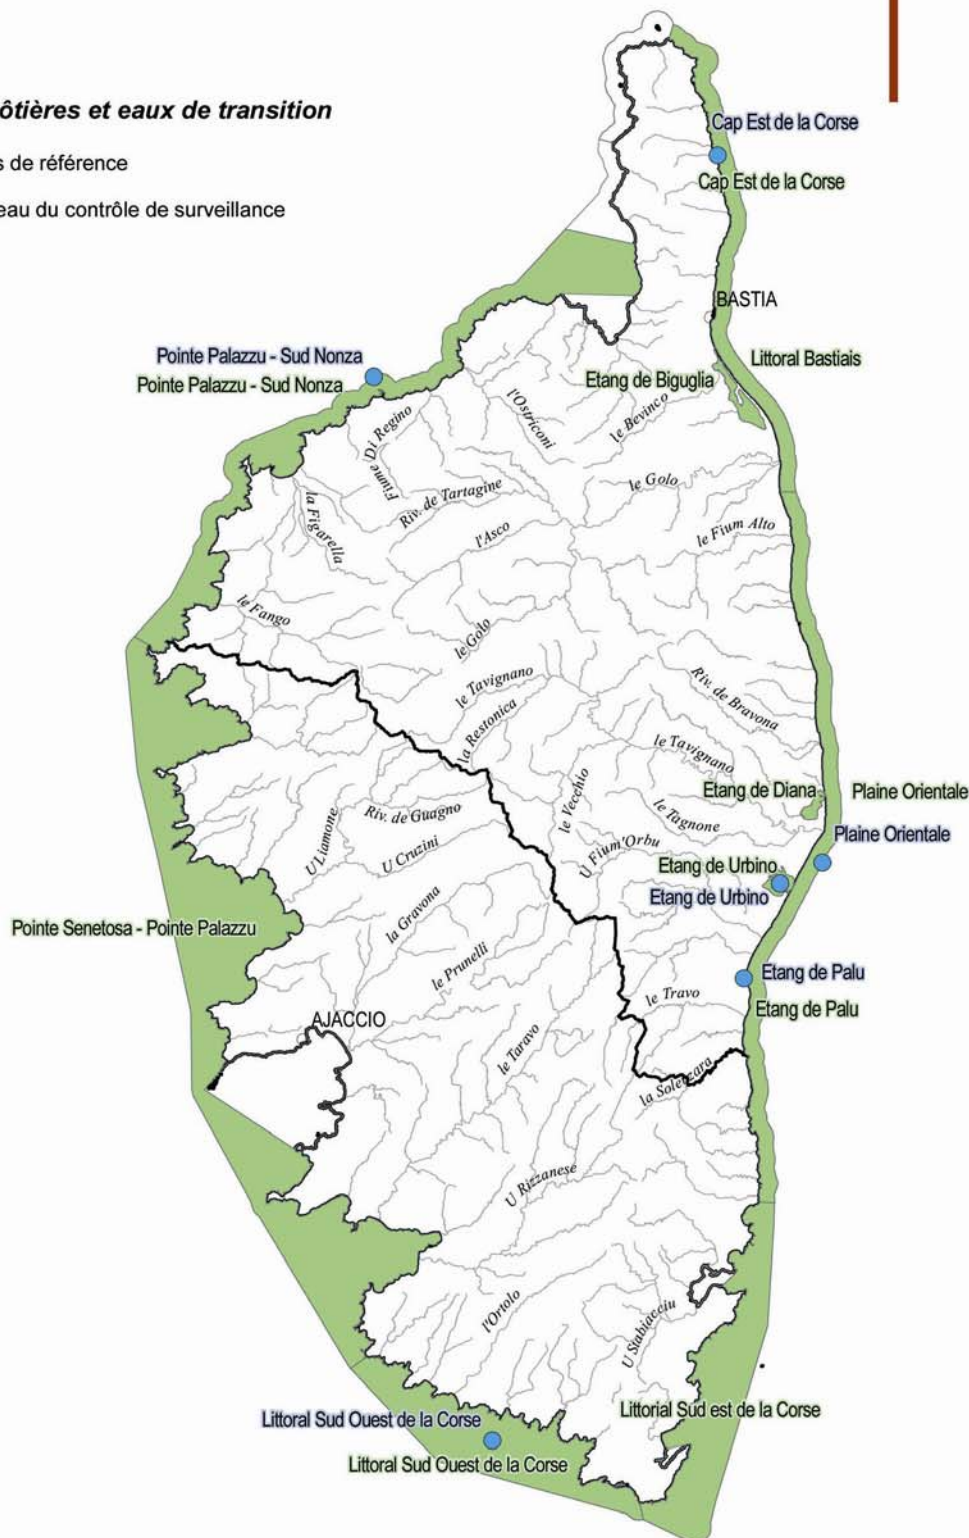 ôtières et eaux de transition
s de référence
eau du contrôle de surveillance
Cap Est de la Corse
Cap Est de la Corse
BASTIA
Pointe Palazzu - Sud Nonza
Pointe Palazzu - Sud Nonza
Littoral Bastiais
Etang de Biguglia
l'Ostriconi
le Bevinco
Fiume Di Regino
la Figarella
Riv. de Tartagine
le Golo
l'Asco
le Fium Alto
le Fango
le Golo
le Tavignano
la Restonica
Riv. de Bravona
le Tavignano
le Vecchio
Etang de Diana
Plaine Orientale
le Tagnone
Plaine Orientale
U Liamone
Riv. de Guagno
U Cruzini
U Fium'Orbu
Etang de Urbino
Etang de Urbino
la Gravona
Pointe Senetosa - Pointe Palazzu
le Prunelli
Etang de Palu
le Travo
Etang de Palu
AJACCIO
le Taravo
la Solenzara
U Rizzanese
l'Ortolo
U Stabiacciu
Littoral Sud Ouest de la Corse
Littorial Sud est de la Corse
Littoral Sud Ouest de la Corse